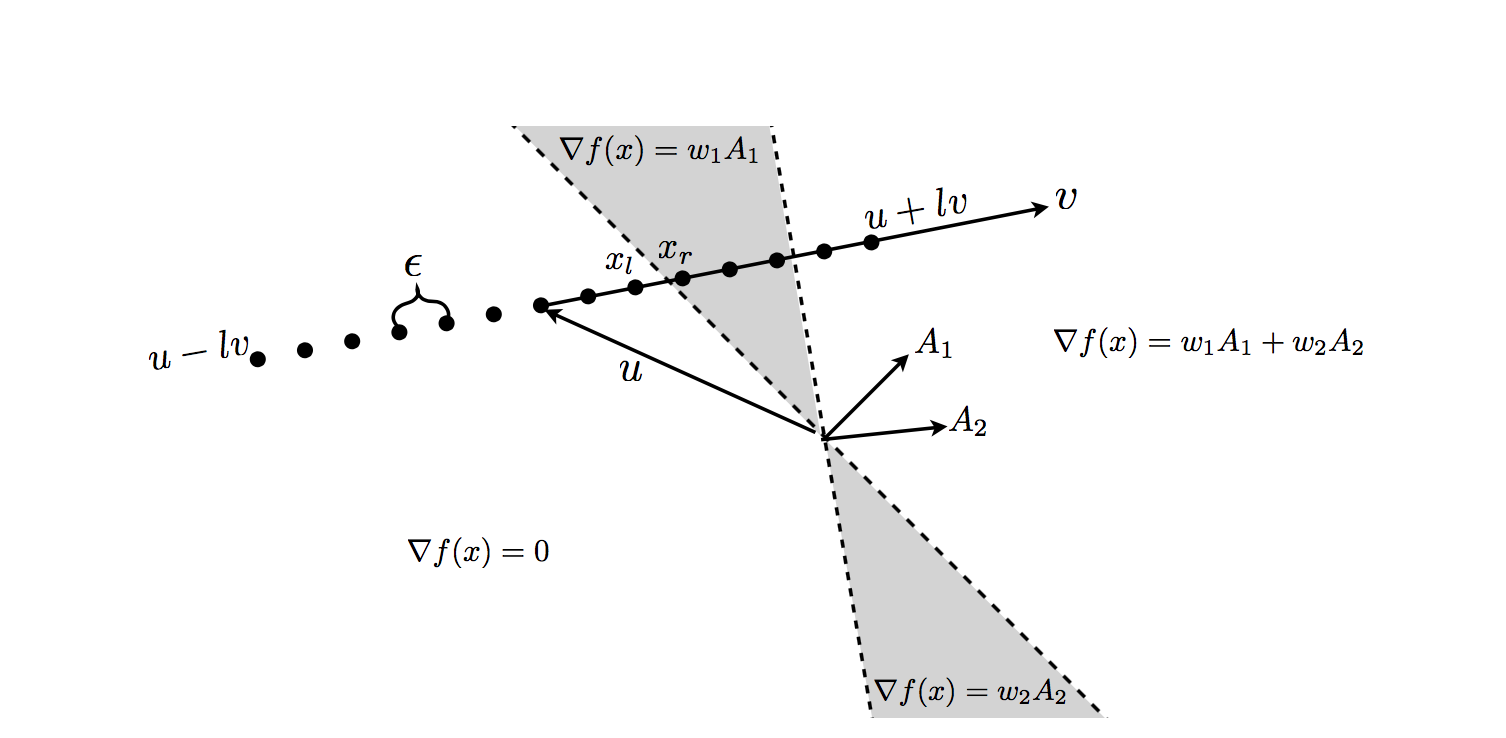 ∇f(x) = w₁A₁
v
u + lv
x_l
x_r
ϵ
u − lv
A₁
∇f(x) = w₁A₁ + w₂A₂
u
A₂
∇f(x) = 0
∇f(x) = w₂A₂